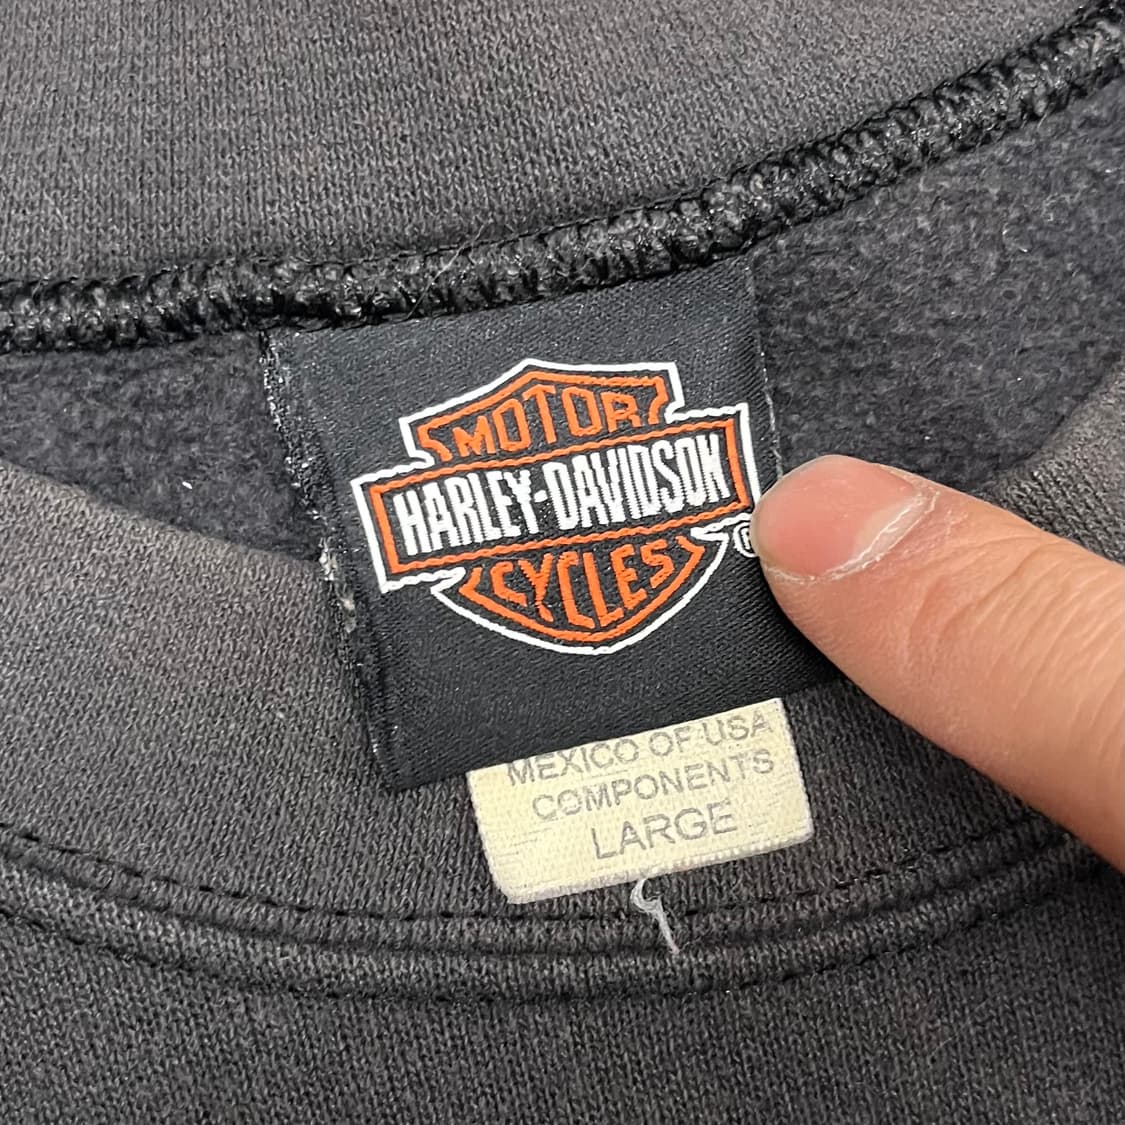 MOTOR
HARLEY-DAVIDSON
CYCLES
®
MEXICO OF USA
COMPONENTS
LARGE